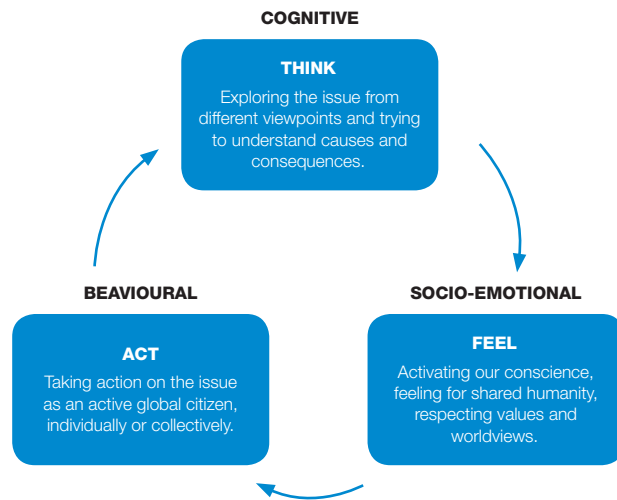 COGNITIVE
THINK
Exploring the issue from
different viewpoints and trying
to understand causes and
consequences.
BEAVIOURAL
ACT
Taking action on the issue
as an active global citizen,
individually or collectively.
SOCIO-EMOTIONAL
FEEL
Activating our conscience,
feeling for shared humanity,
respecting values and
worldviews.